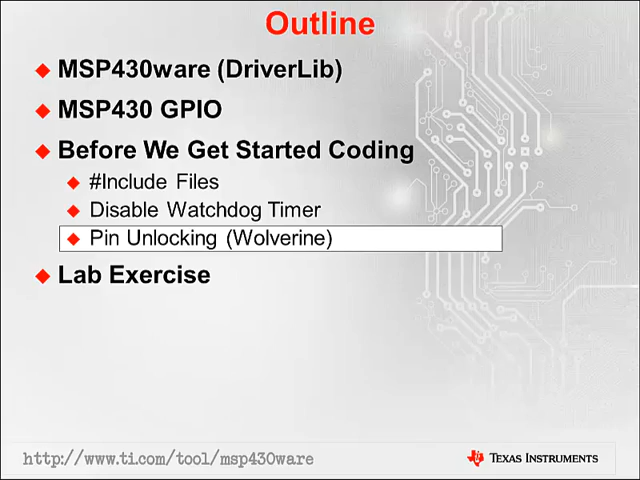 Outline
MSP430ware (DriverLib)
MSP430 GPIO
Before We Get Started Coding
#Include Files
Disable Watchdog Timer
Pin Unlocking (Wolverine)
Lab Exercise
http://www.ti.com/tool/msp430ware
TEXAS INSTRUMENTS